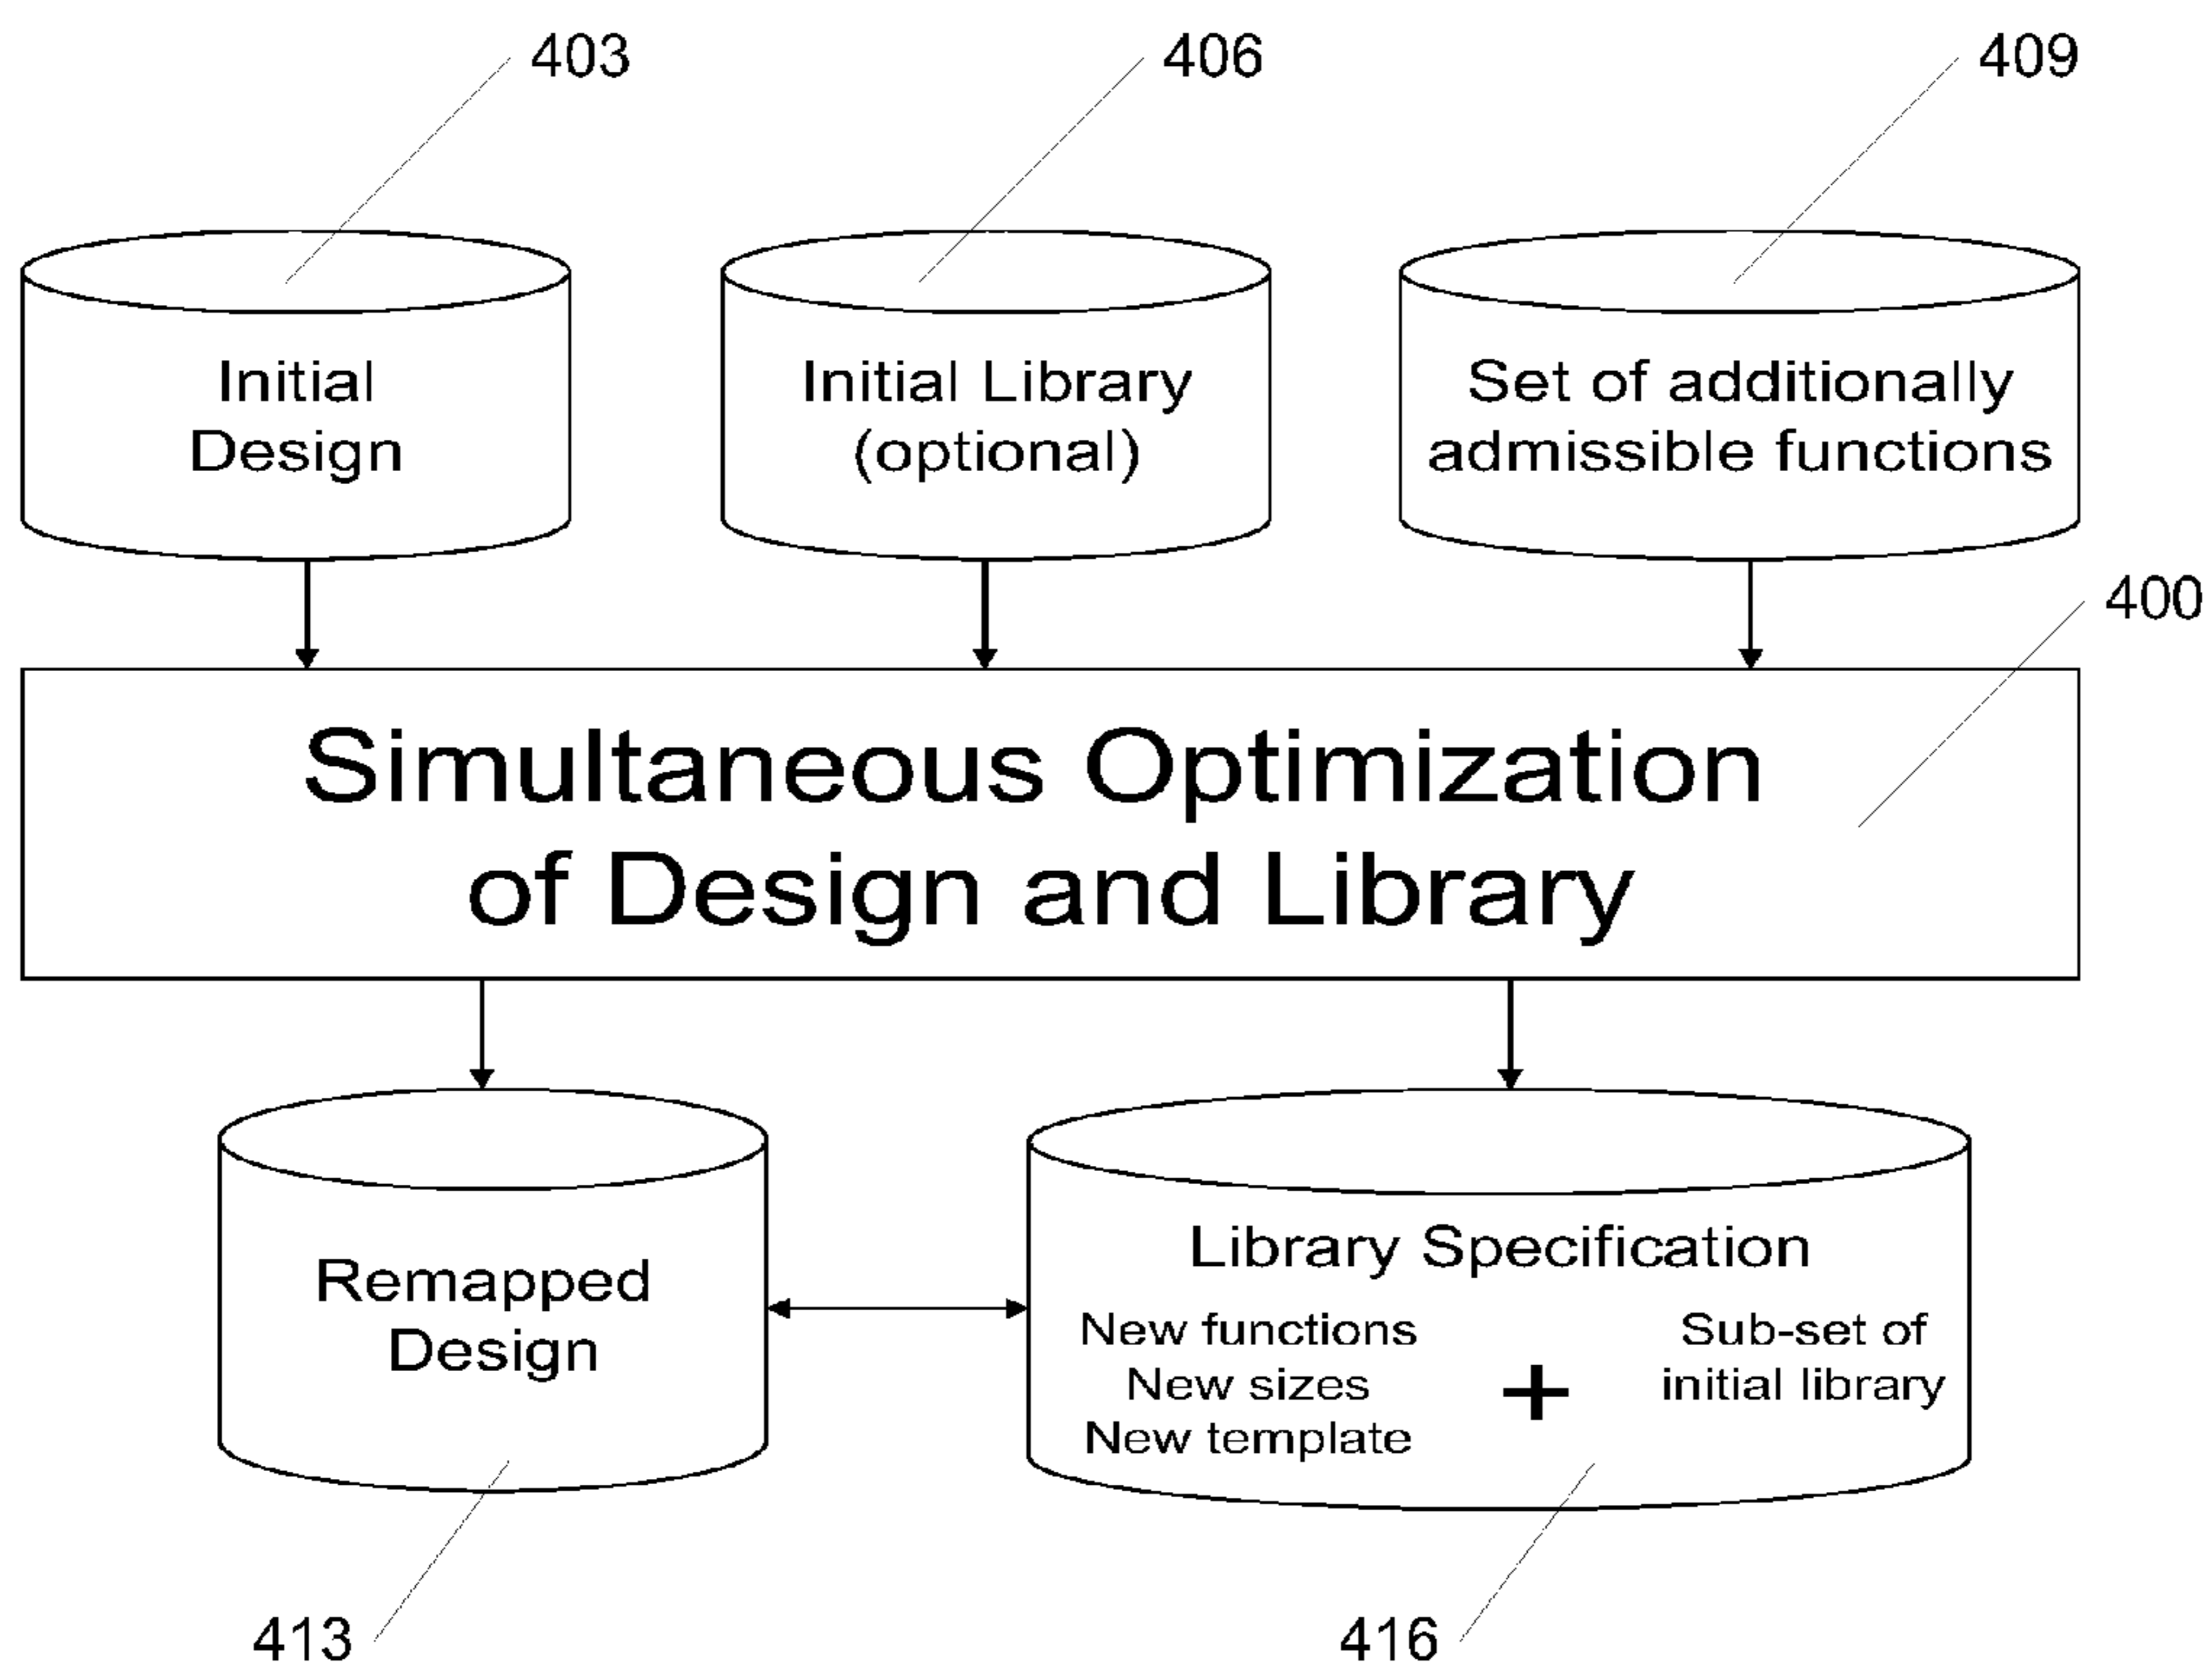 403
406
409
Initial
Design
Initial Library
(optional)
Set of additionally
admissible functions
400
Simultaneous Optimization
of Design and Library
Remapped
Design
Library Specification
New functions
New sizes
New template
+
Sub-set of
initial library
413
416